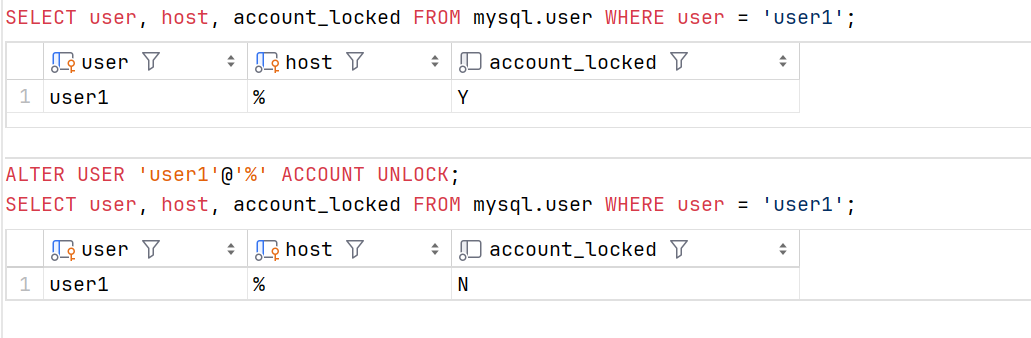 SELECT user, host, account_locked FROM mysql.user WHERE user = 'user1';
user host account_locked
1 user1 % Y
ALTER USER 'user1'@'%' ACCOUNT UNLOCK;
SELECT user, host, account_locked FROM mysql.user WHERE user = 'user1';
user host account_locked
1 user1 % N